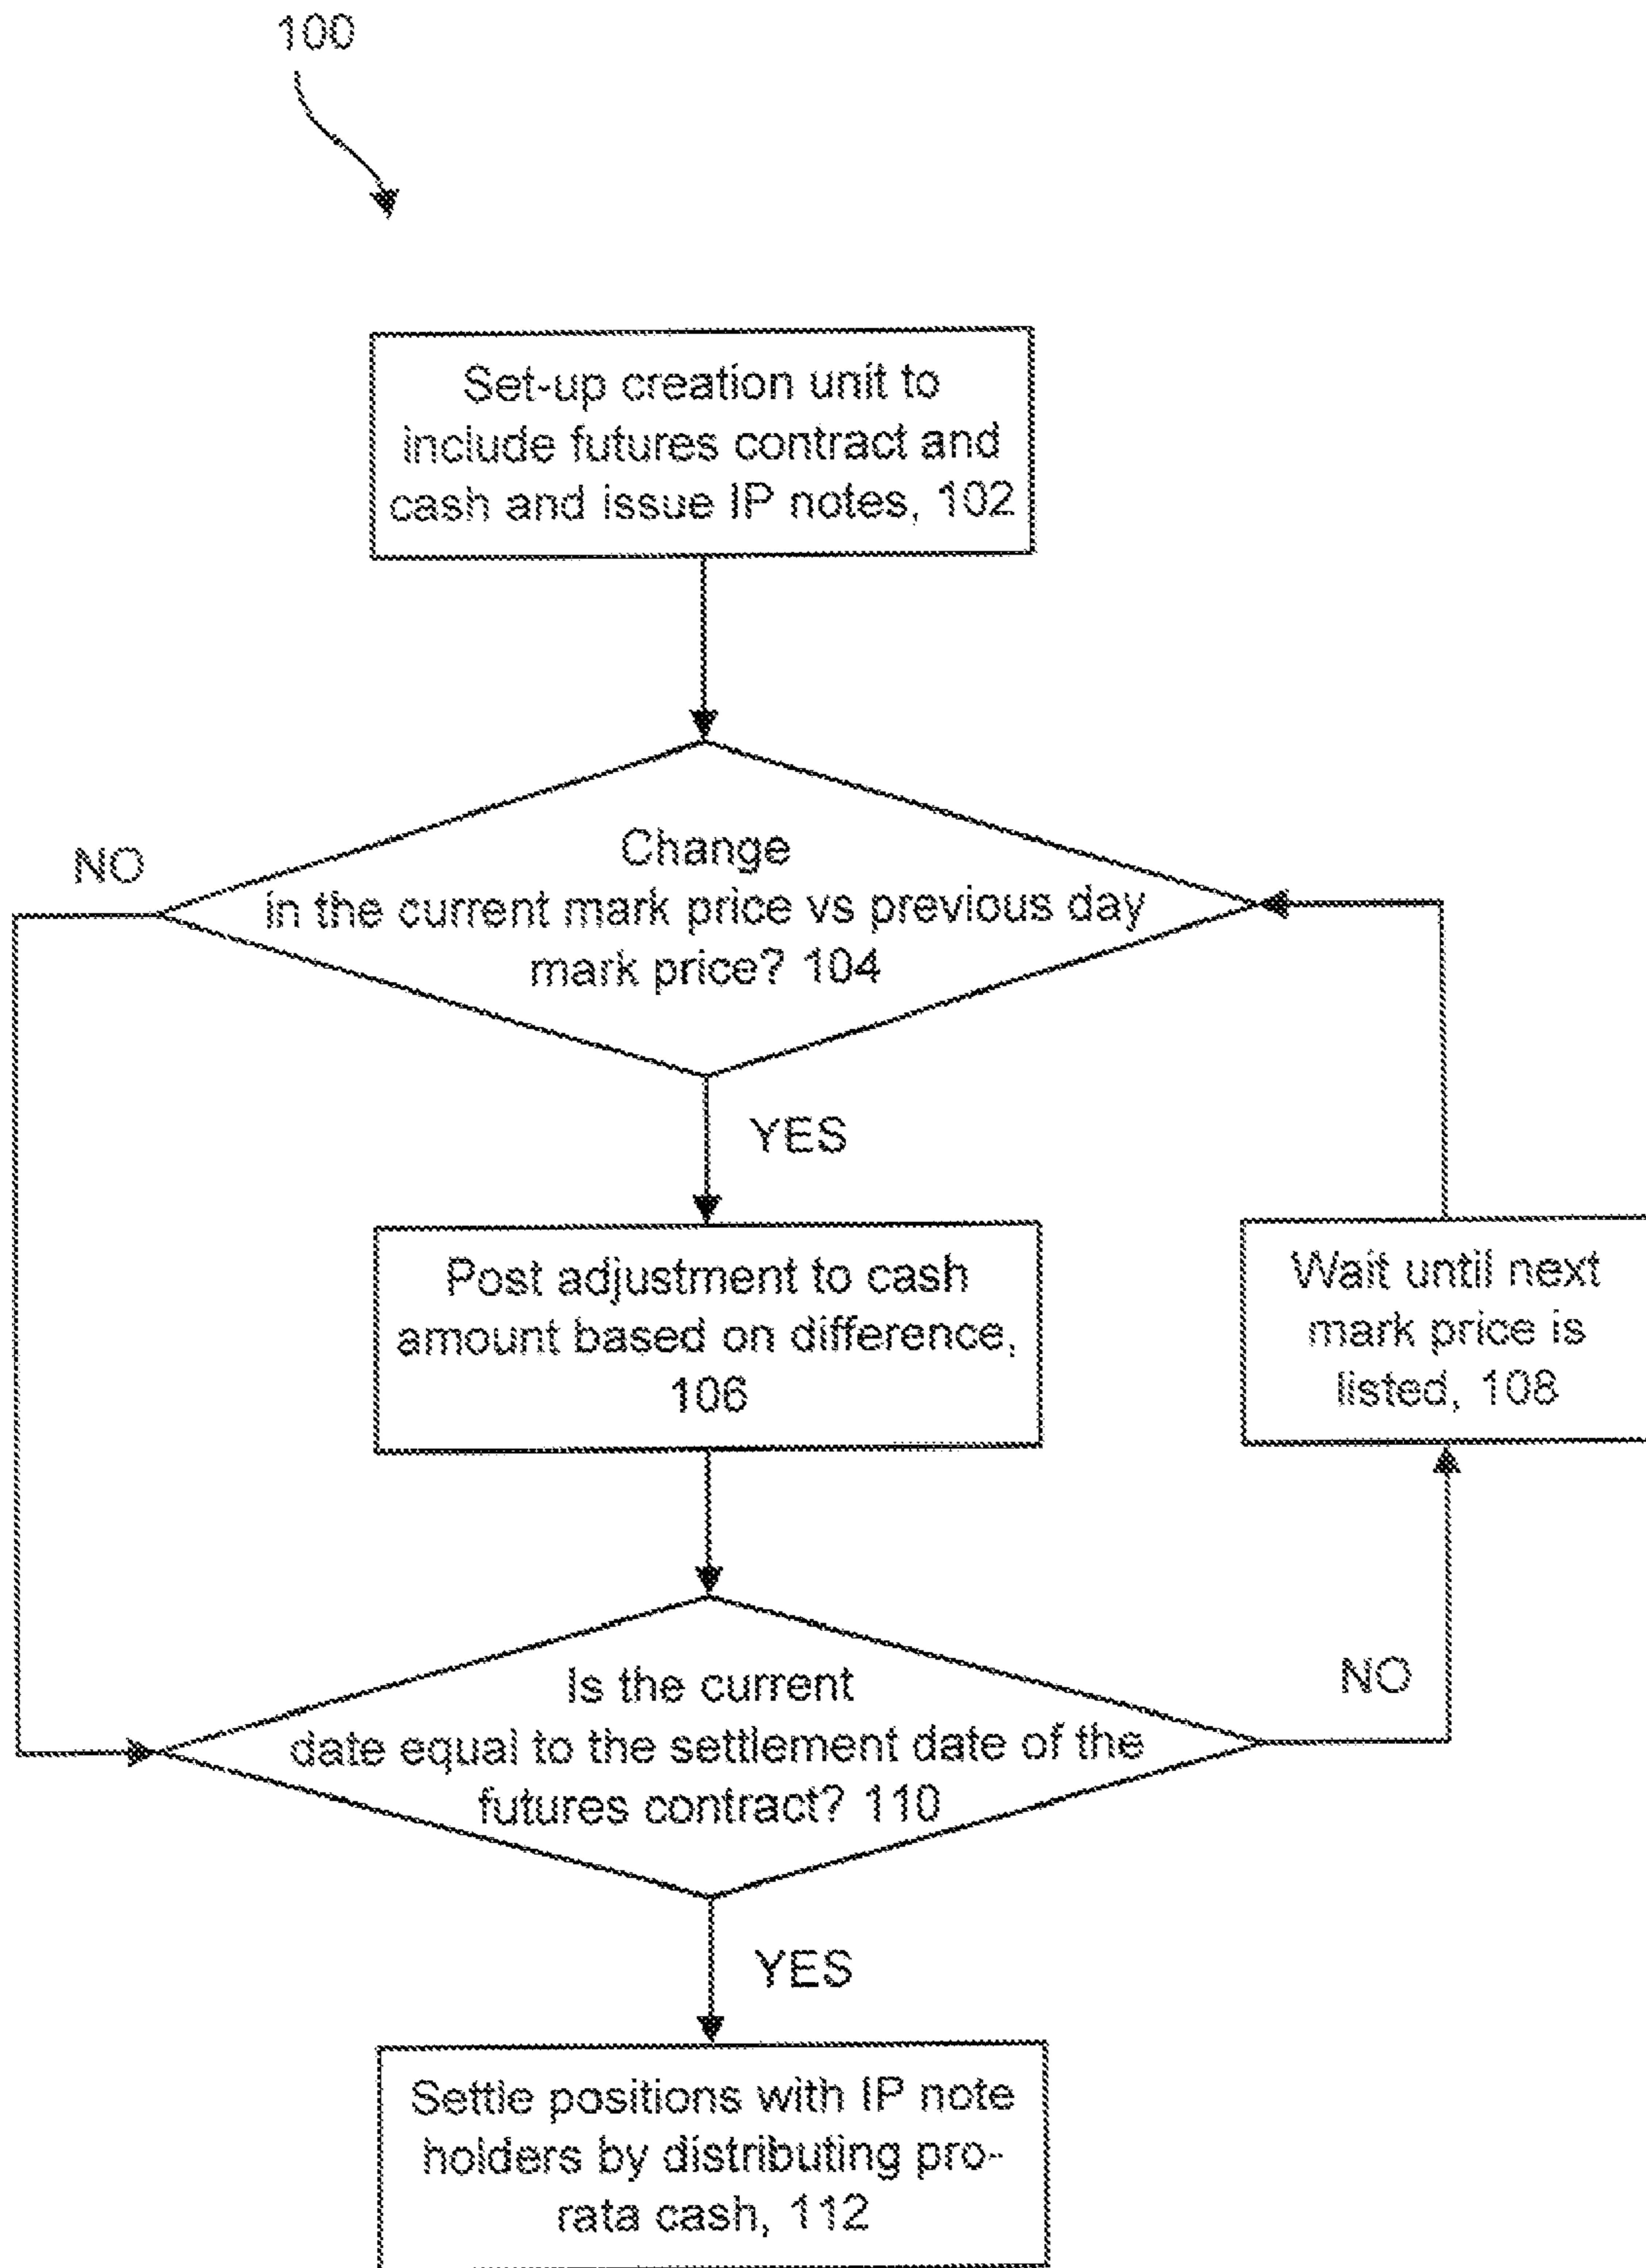 100
Set-up creation unit to
include futures contract and
cash and issue IP notes, 102
NO
Change
in the current mark price vs previous day
mark price? 104
YES
Post adjustment to cash
amount based on difference,
106
Wait until next
mark price is
listed, 108
Is the current
date equal to the settlement date of the
futures contract? 110
NO
YES
Settle positions with IP note
holders by distributing pro-
rata cash, 112